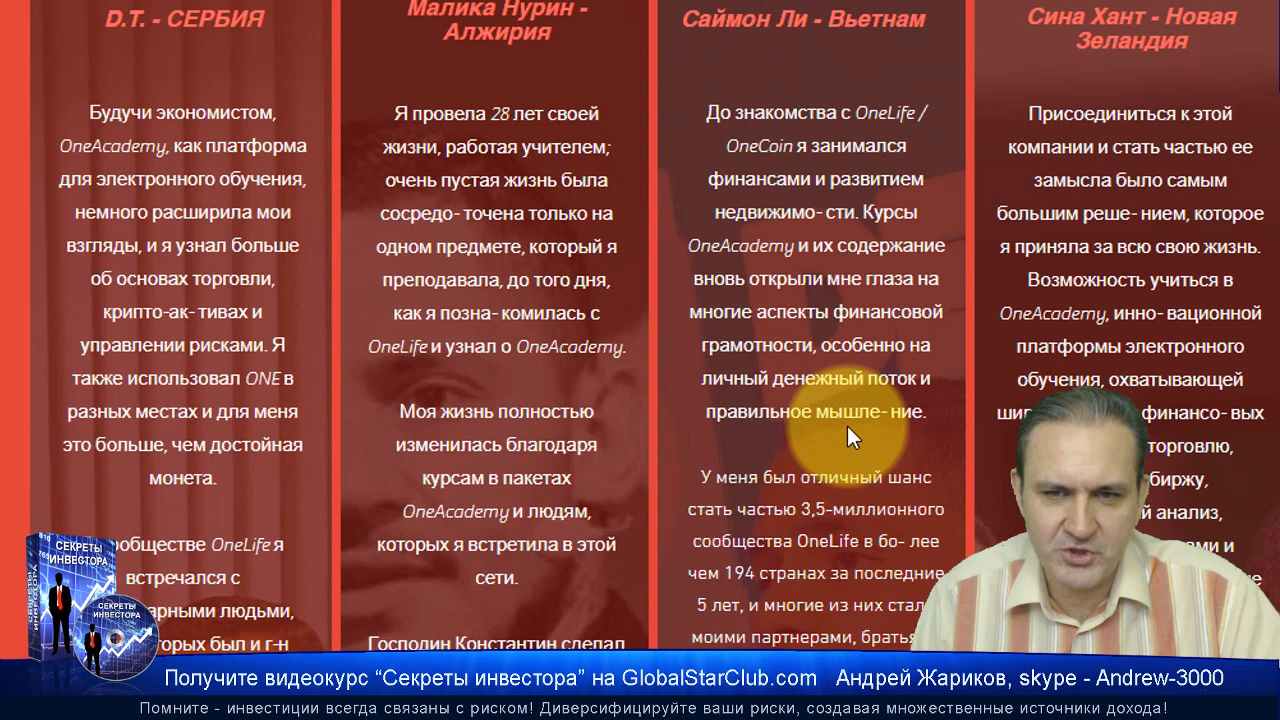 D.T. - СЕРБИЯ
Будучи экономистом,
OneAcademy, как платформа
для электронного обучения,
немного расширила мои
взгляды, и я узнал больше
об основах торговли,
крипто-ак- тивах и
управлении рисками. Я
также использовал ONE в
разных местах и для меня
это больше, чем достойная
монета.
ообществе OneLife я
встречался с
арными людьми,
торых был и г-н
Малика Нурин -
Алжирия
Я провела 28 лет своей
жизни, работая учителем;
очень пустая жизнь была
сосредо- точена только на
одном предмете, который я
преподавала, до того дня,
как я позна- комилась с
OneLife и узнал о OneAcademy.
Моя жизнь полностью
изменилась благодаря
курсам в пакетах
OneAcademy и людям,
которых я встретила в этой
сети.
Господин Константин сделал
Саймон Ли - Вьетнам
До знакомства с OneLife /
OneCoin я занимался
финансами и развитием
недвижимо- сти. Курсы
OneAcademy и их содержание
вновь открыли мне глаза на
многие аспекты финансовой
грамотности, особенно на
личный денежный поток и
правильное мышле- ние.
У меня был отличный шанс
стать частью 3,5-миллионного
сообщества OneLife в бо- лее
чем 194 странах за последние
5 лет, и многие из них стал
моими партнерами, братья
Сина Хант - Новая
Зеландия
Присоединиться к этой
компании и стать частью ее
замысла было самым
большим реше- нием, которое
я приняла за всю свою жизнь.
Возможность учиться в
OneAcademy, инно- вационной
платформы электронного
обучения, охватывающей
финансо- вых
торговлю,
биржу,
анализ,
и
СЕКРЕТЫ
ИНВЕСТОРА
СЕКРЕТЫ
ИНВЕСТОРА
Получите видеокурс “Секреты инвестора” на GlobalStarClub.com Андрей Жариков, skype - Andrew-3000
Помните - инвестиции всегда связаны с риском! Диверсифицируйте ваши риски, создавая множественные источники дохода!